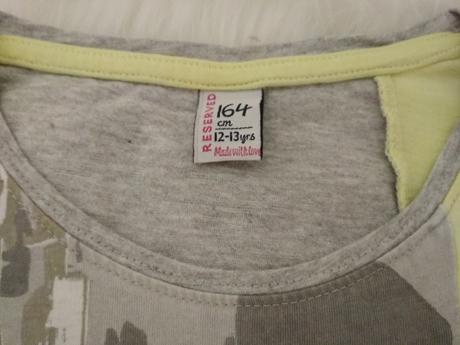 RESERVED
164
cm
12-13yrs
Made with love